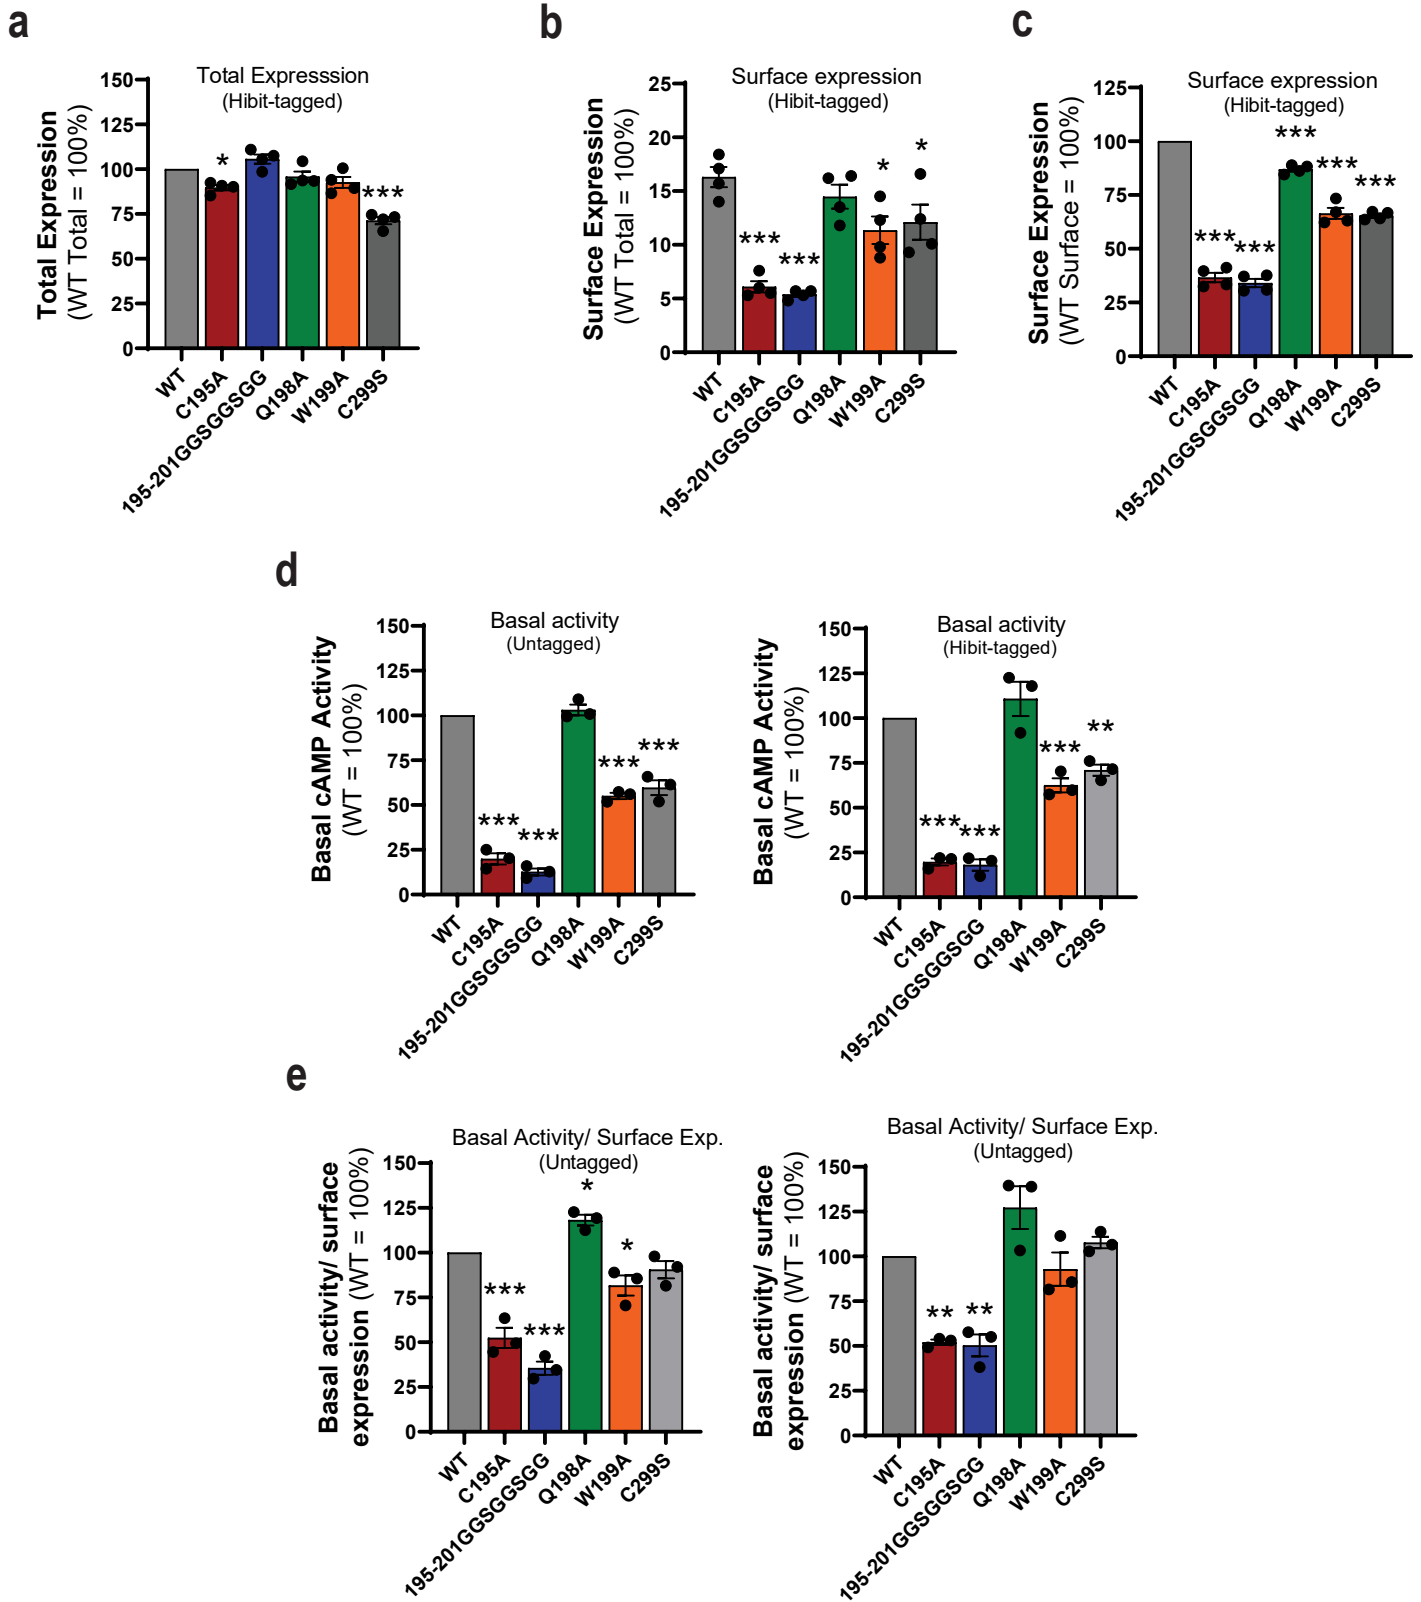 a
Total Expresssion
(Hibit-tagged)
Total Expression
(WT Total = 100%)
150
125
100
75
50
25
0
*
***
WT
C195A
195-201GGSGGSGG
Q198A
W199A
C299S
b
Surface expression
(Hibit-tagged)
Surface Expression
(WT Total = 100%)
25
20
15
10
5
0
***
***
*
*
WT
C195A
195-201GGSGGSGG
Q198A
W199A
C299S
c
Surface expression
(Hibit-tagged)
Surface Expression
(WT Surface = 100%)
125
100
75
50
25
0
***
***
***
***
***
WT
C195A
195-201GGSGGSGG
Q198A
W199A
C299S
d
Basal activity
(Untagged)
Basal cAMP Activity
(WT = 100%)
150
125
100
75
50
25
0
***
***
***
***
WT
C195A
195-201GGSGGSGG
Q198A
W199A
C299S
Basal activity
(Hibit-tagged)
Basal cAMP Activity
(WT = 100%)
150
125
100
75
50
25
0
***
***
***
**
WT
C195A
195-201GGSGGSGG
Q198A
W199A
C299S
e
Basal Activity/ Surface Exp.
(Untagged)
Basal activity/ surface
expression (WT = 100%)
150
125
100
75
50
25
0
***
***
*
*
WT
C195A
195-201GGSGGSGG
Q198A
W199A
C299S
Basal Activity/ Surface Exp.
(Untagged)
Basal activity/ surface
expression (WT = 100%)
150
125
100
75
50
25
0
**
**
WT
C195A
195-201GGSGGSGG
Q198A
W199A
C299S